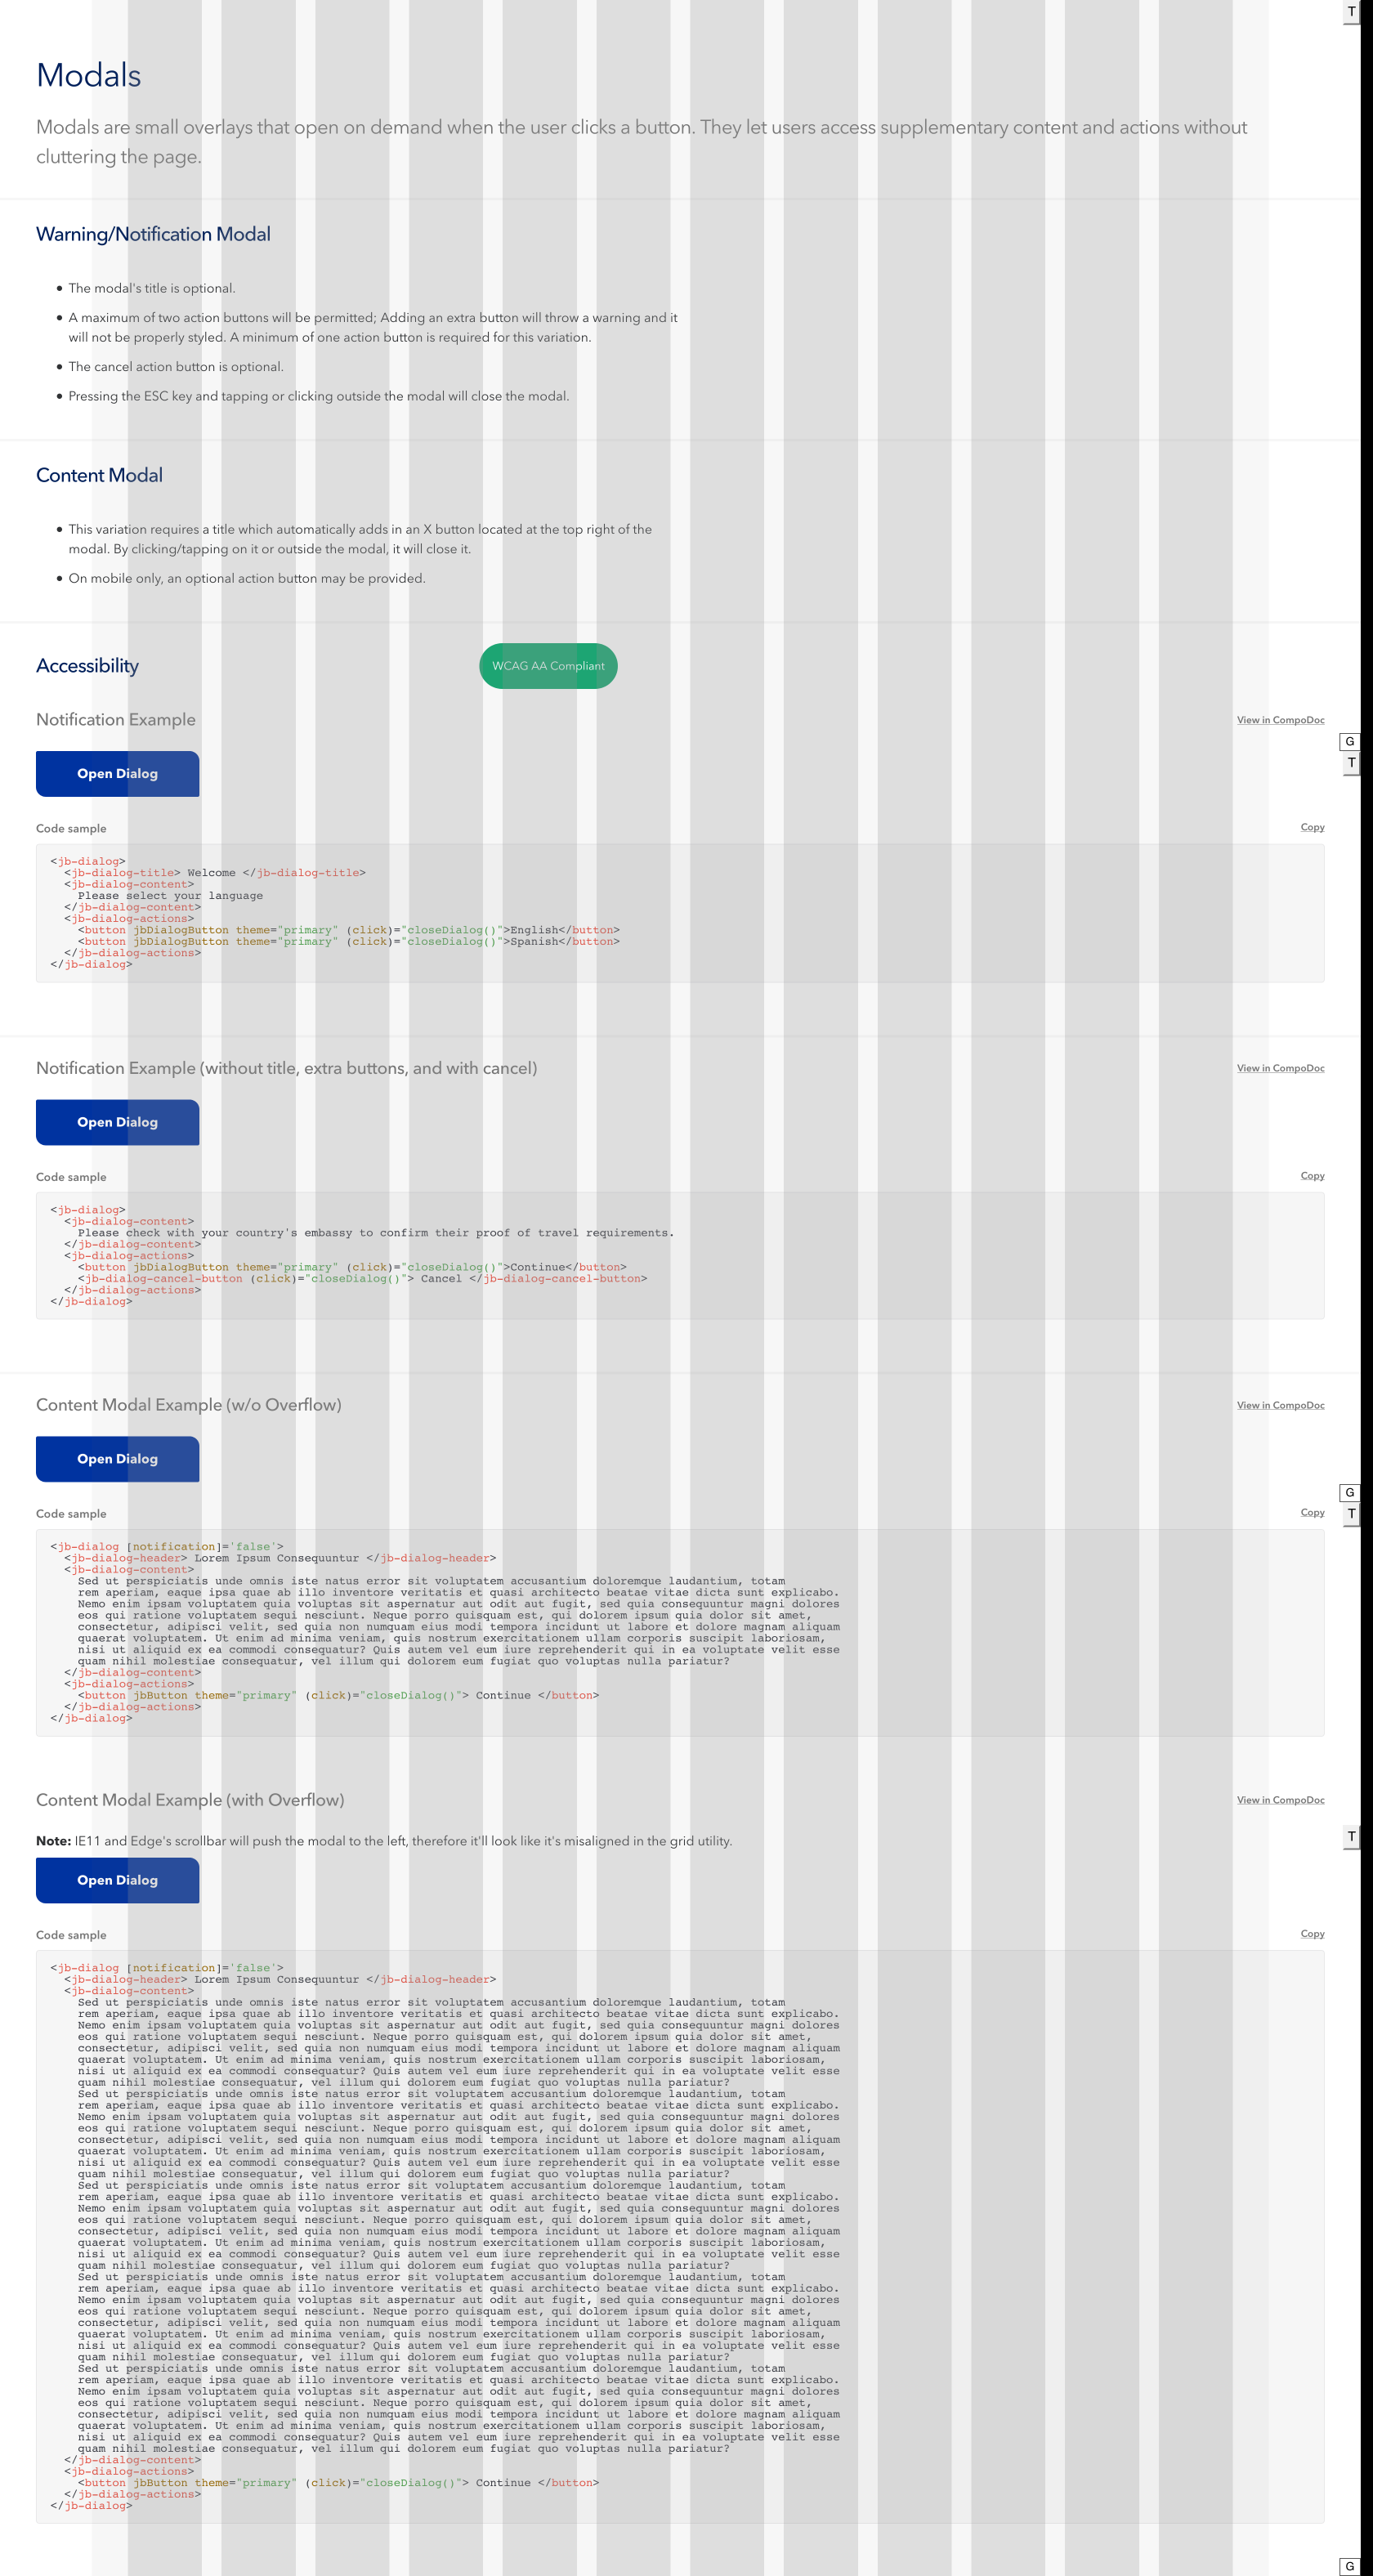 T
Modals
Modals are small overlays that open on demand when the user clicks a button. They let users access supplementary content and actions without
cluttering the page.
Warning/Notification Modal
• The modal's title is optional.
• A maximum of two action buttons will be permitted; Adding an extra button will throw a warning and it
will not be properly styled. A minimum of one action button is required for this variation.
• The cancel action button is optional.
• Pressing the ESC key and tapping or clicking outside the modal will close the modal.
Content Modal
• This variation requires a title which automatically adds in an X button located at the top right of the
modal. By clicking/tapping on it or outside the modal, it will close it.
• On mobile only, an optional action button may be provided.
Accessibility
WCAG AA Compliant
Notification Example
View in CompoDoc
G
T
Open Dialog
Code sample
Copy
<jb-dialog>
  <jb-dialog-title> Welcome </jb-dialog-title>
  <jb-dialog-content>
    Please select your language
  </jb-dialog-content>
  <jb-dialog-actions>
    <button jbDialogButton theme="primary" (click)="closeDialog()">English</button>
    <button jbDialogButton theme="primary" (click)="closeDialog()">Spanish</button>
  </jb-dialog-actions>
</jb-dialog>
Notification Example (without title, extra buttons, and with cancel)
View in CompoDoc
Open Dialog
Code sample
Copy
<jb-dialog>
  <jb-dialog-content>
    Please check with your country's embassy to confirm their proof of travel requirements.
  </jb-dialog-content>
  <jb-dialog-actions>
    <button jbDialogButton theme="primary" (click)="closeDialog()">Continue</button>
    <jb-dialog-cancel-button (click)="closeDialog()"> Cancel </jb-dialog-cancel-button>
  </jb-dialog-actions>
</jb-dialog>
Content Modal Example (w/o Overflow)
View in CompoDoc
Open Dialog
G
T
Code sample
Copy
<jb-dialog [notification]='false'>
  <jb-dialog-header> Lorem Ipsum Consequuntur </jb-dialog-header>
  <jb-dialog-content>
    Sed ut perspiciatis unde omnis iste natus error sit voluptatem accusantium doloremque laudantium, totam
    rem aperiam, eaque ipsa quae ab illo inventore veritatis et quasi architecto beatae vitae dicta sunt explicabo.
    Nemo enim ipsam voluptatem quia voluptas sit aspernatur aut odit aut fugit, sed quia consequuntur magni dolores
    eos qui ratione voluptatem sequi nesciunt. Neque porro quisquam est, qui dolorem ipsum quia dolor sit amet,
    consectetur, adipisci velit, sed quia non numquam eius modi tempora incidunt ut labore et dolore magnam aliquam
    quaerat voluptatem. Ut enim ad minima veniam, quis nostrum exercitationem ullam corporis suscipit laboriosam,
    nisi ut aliquid ex ea commodi consequatur? Quis autem vel eum iure reprehenderit qui in ea voluptate velit esse
    quam nihil molestiae consequatur, vel illum qui dolorem eum fugiat quo voluptas nulla pariatur?
  </jb-dialog-content>
  <jb-dialog-actions>
    <button jbButton theme="primary" (click)="closeDialog()"> Continue </button>
  </jb-dialog-actions>
</jb-dialog>
Content Modal Example (with Overflow)
View in CompoDoc
Note: IE11 and Edge's scrollbar will push the modal to the left, therefore it'll look like it's misaligned in the grid utility.
T
Open Dialog
Code sample
Copy
<jb-dialog [notification]='false'>
  <jb-dialog-header> Lorem Ipsum Consequuntur </jb-dialog-header>
  <jb-dialog-content>
    Sed ut perspiciatis unde omnis iste natus error sit voluptatem accusantium doloremque laudantium, totam
    rem aperiam, eaque ipsa quae ab illo inventore veritatis et quasi architecto beatae vitae dicta sunt explicabo.
    Nemo enim ipsam voluptatem quia voluptas sit aspernatur aut odit aut fugit, sed quia consequuntur magni dolores
    eos qui ratione voluptatem sequi nesciunt. Neque porro quisquam est, qui dolorem ipsum quia dolor sit amet,
    consectetur, adipisci velit, sed quia non numquam eius modi tempora incidunt ut labore et dolore magnam aliquam
    quaerat voluptatem. Ut enim ad minima veniam, quis nostrum exercitationem ullam corporis suscipit laboriosam,
    nisi ut aliquid ex ea commodi consequatur? Quis autem vel eum iure reprehenderit qui in ea voluptate velit esse
    quam nihil molestiae consequatur, vel illum qui dolorem eum fugiat quo voluptas nulla pariatur?
    Sed ut perspiciatis unde omnis iste natus error sit voluptatem accusantium doloremque laudantium, totam
    rem aperiam, eaque ipsa quae ab illo inventore veritatis et quasi architecto beatae vitae dicta sunt explicabo.
    Nemo enim ipsam voluptatem quia voluptas sit aspernatur aut odit aut fugit, sed quia consequuntur magni dolores
    eos qui ratione voluptatem sequi nesciunt. Neque porro quisquam est, qui dolorem ipsum quia dolor sit amet,
    consectetur, adipisci velit, sed quia non numquam eius modi tempora incidunt ut labore et dolore magnam aliquam
    quaerat voluptatem. Ut enim ad minima veniam, quis nostrum exercitationem ullam corporis suscipit laboriosam,
    nisi ut aliquid ex ea commodi consequatur? Quis autem vel eum iure reprehenderit qui in ea voluptate velit esse
    quam nihil molestiae consequatur, vel illum qui dolorem eum fugiat quo voluptas nulla pariatur?
    Sed ut perspiciatis unde omnis iste natus error sit voluptatem accusantium doloremque laudantium, totam
    rem aperiam, eaque ipsa quae ab illo inventore veritatis et quasi architecto beatae vitae dicta sunt explicabo.
    Nemo enim ipsam voluptatem quia voluptas sit aspernatur aut odit aut fugit, sed quia consequuntur magni dolores
    eos qui ratione voluptatem sequi nesciunt. Neque porro quisquam est, qui dolorem ipsum quia dolor sit amet,
    consectetur, adipisci velit, sed quia non numquam eius modi tempora incidunt ut labore et dolore magnam aliquam
    quaerat voluptatem. Ut enim ad minima veniam, quis nostrum exercitationem ullam corporis suscipit laboriosam,
    nisi ut aliquid ex ea commodi consequatur? Quis autem vel eum iure reprehenderit qui in ea voluptate velit esse
    quam nihil molestiae consequatur, vel illum qui dolorem eum fugiat quo voluptas nulla pariatur?
    Sed ut perspiciatis unde omnis iste natus error sit voluptatem accusantium doloremque laudantium, totam
    rem aperiam, eaque ipsa quae ab illo inventore veritatis et quasi architecto beatae vitae dicta sunt explicabo.
    Nemo enim ipsam voluptatem quia voluptas sit aspernatur aut odit aut fugit, sed quia consequuntur magni dolores
    eos qui ratione voluptatem sequi nesciunt. Neque porro quisquam est, qui dolorem ipsum quia dolor sit amet,
    consectetur, adipisci velit, sed quia non numquam eius modi tempora incidunt ut labore et dolore magnam aliquam
    quaerat voluptatem. Ut enim ad minima veniam, quis nostrum exercitationem ullam corporis suscipit laboriosam,
    nisi ut aliquid ex ea commodi consequatur? Quis autem vel eum iure reprehenderit qui in ea voluptate velit esse
    quam nihil molestiae consequatur, vel illum qui dolorem eum fugiat quo voluptas nulla pariatur?
    Sed ut perspiciatis unde omnis iste natus error sit voluptatem accusantium doloremque laudantium, totam
    rem aperiam, eaque ipsa quae ab illo inventore veritatis et quasi architecto beatae vitae dicta sunt explicabo.
    Nemo enim ipsam voluptatem quia voluptas sit aspernatur aut odit aut fugit, sed quia consequuntur magni dolores
    eos qui ratione voluptatem sequi nesciunt. Neque porro quisquam est, qui dolorem ipsum quia dolor sit amet,
    consectetur, adipisci velit, sed quia non numquam eius modi tempora incidunt ut labore et dolore magnam aliquam
    quaerat voluptatem. Ut enim ad minima veniam, quis nostrum exercitationem ullam corporis suscipit laboriosam,
    nisi ut aliquid ex ea commodi consequatur? Quis autem vel eum iure reprehenderit qui in ea voluptate velit esse
    quam nihil molestiae consequatur, vel illum qui dolorem eum fugiat quo voluptas nulla pariatur?
  </jb-dialog-content>
  <jb-dialog-actions>
    <button jbButton theme="primary" (click)="closeDialog()"> Continue </button>
  </jb-dialog-actions>
</jb-dialog>
G